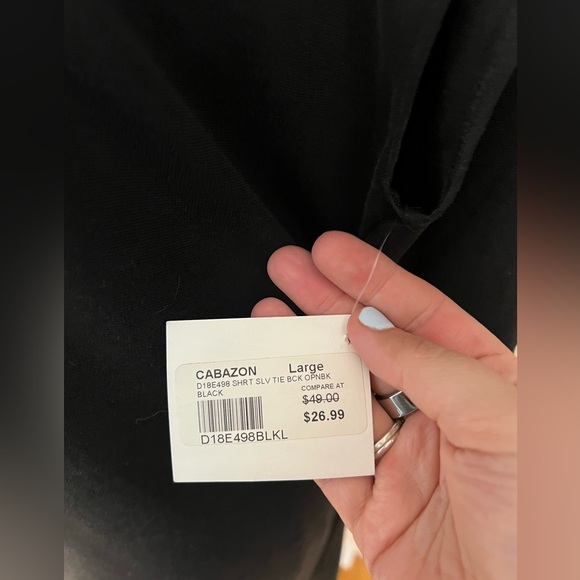 CABAZON Large
D18E498 SHRT SLV TIE BCK OPNBK
BLACK
COMPARE AT
$49.00
$26.99
D18E498BLKL